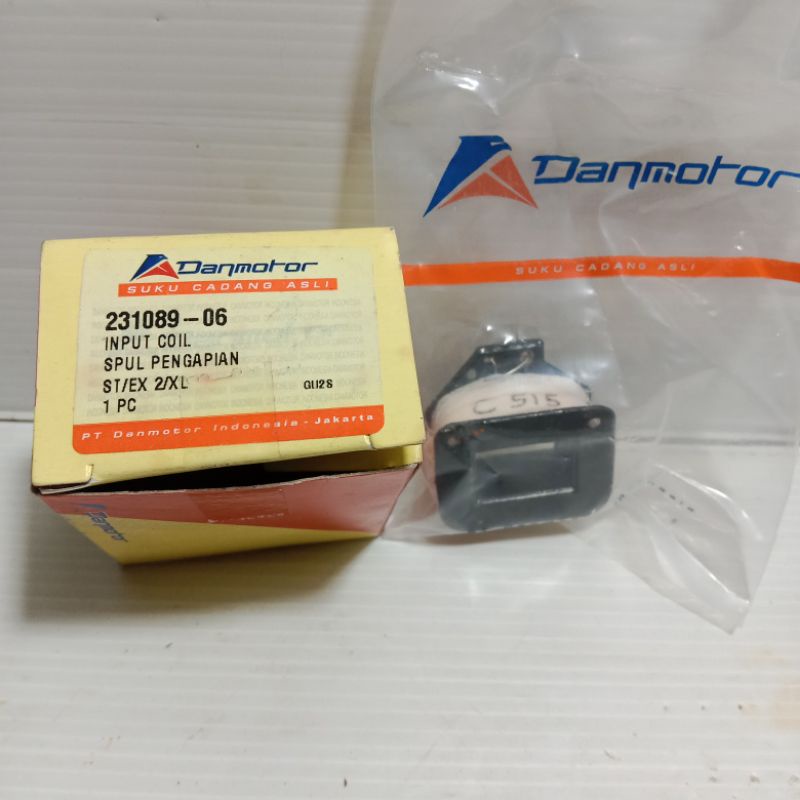 Danmotor
SUKU CADANG ASLI
231089-06
INPUT COIL
SPUL PENGAPIAN
ST/EX 2/XL
1 PC
PT Danmotor Indonesia - Jakarta
Danmotor
SUKU CADANG ASLI
C 515